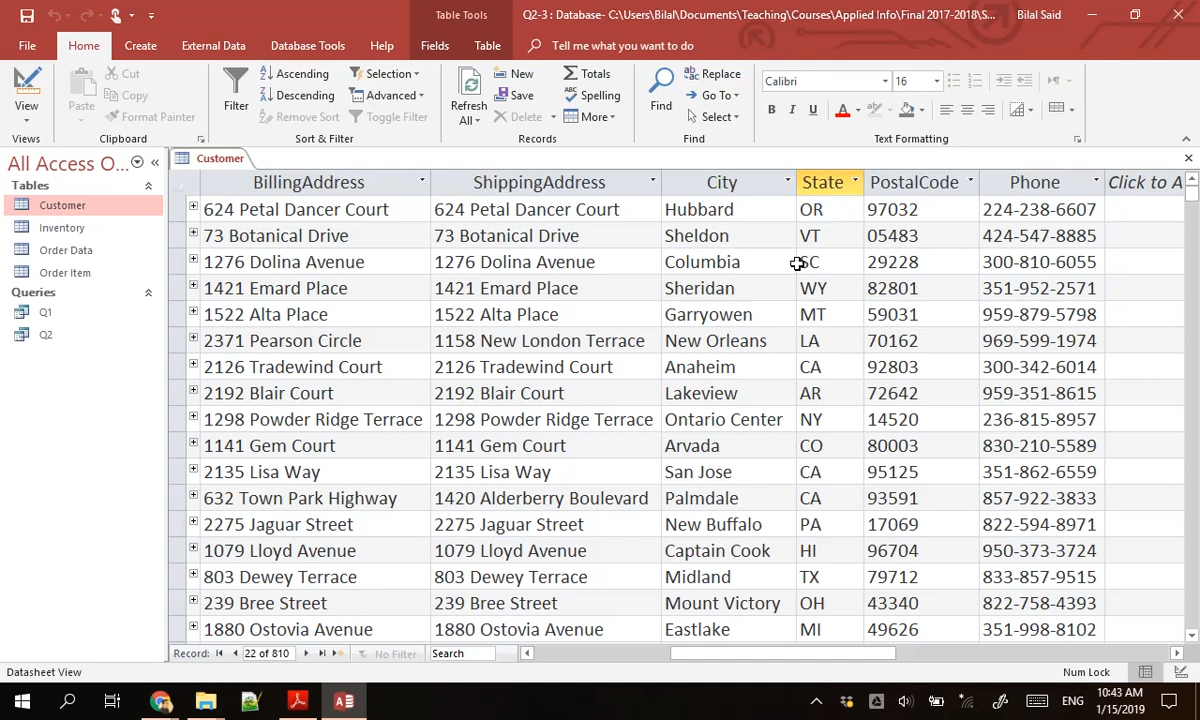 Table Tools
Q2-3 : Database- C:\Users\Bilal\Documents\Teaching\Courses\Applied Info\Final 2017-2018\S...
Bilal Said
File Home Create External Data Database Tools Help Fields Table Tell me what you want to do
View
Views
Paste
Cut
Copy
Format Painter
Clipboard
Filter
Ascending
Descending
Remove Sort
Selection
Advanced
Toggle Filter
Sort & Filter
Refresh All
New
Save
Delete
Totals
Spelling
More
Records
Find
Replace
Go To
Select
Find
Calibri 16
B I U A
Text Formatting
All Access O...
Tables
Customer
Inventory
Order Data
Order Item
Queries
Q1
Q2
Customer
BillingAddress ShippingAddress City State PostalCode Phone Click to A
624 Petal Dancer Court 624 Petal Dancer Court Hubbard OR 97032 224-238-6607
73 Botanical Drive 73 Botanical Drive Sheldon VT 05483 424-547-8885
1276 Dolina Avenue 1276 Dolina Avenue Columbia SC 29228 300-810-6055
1421 Emard Place 1421 Emard Place Sheridan WY 82801 351-952-2571
1522 Alta Place 1522 Alta Place Garryowen MT 59031 959-879-5798
2371 Pearson Circle 1158 New London Terrace New Orleans LA 70162 969-599-1974
2126 Tradewind Court 2126 Tradewind Court Anaheim CA 92803 300-342-6014
2192 Blair Court 2192 Blair Court Lakeview AR 72642 959-351-8615
1298 Powder Ridge Terrace 1298 Powder Ridge Terrace Ontario Center NY 14520 236-815-8957
1141 Gem Court 1141 Gem Court Arvada CO 80003 830-210-5589
2135 Lisa Way 2135 Lisa Way San Jose CA 95125 351-862-6559
632 Town Park Highway 1420 Alderberry Boulevard Palmdale CA 93591 857-922-3833
2275 Jaguar Street 2275 Jaguar Street New Buffalo PA 17069 822-594-8971
1079 Lloyd Avenue 1079 Lloyd Avenue Captain Cook HI 96704 950-373-3724
803 Dewey Terrace 803 Dewey Terrace Midland TX 79712 833-857-9515
239 Bree Street 239 Bree Street Mount Victory OH 43340 822-758-4393
1880 Ostovia Avenue 1880 Ostovia Avenue Eastlake MI 49626 351-998-8102
Record: 22 of 810 No Filter Search
Datasheet View
Num Lock
ENG
10:43 AM
1/15/2019